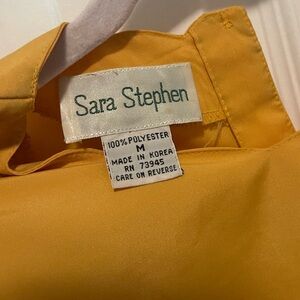 Sara Stephen
100% POLYESTER
M
MADE IN KOREA
RN 73945
CARE ON REVERSE